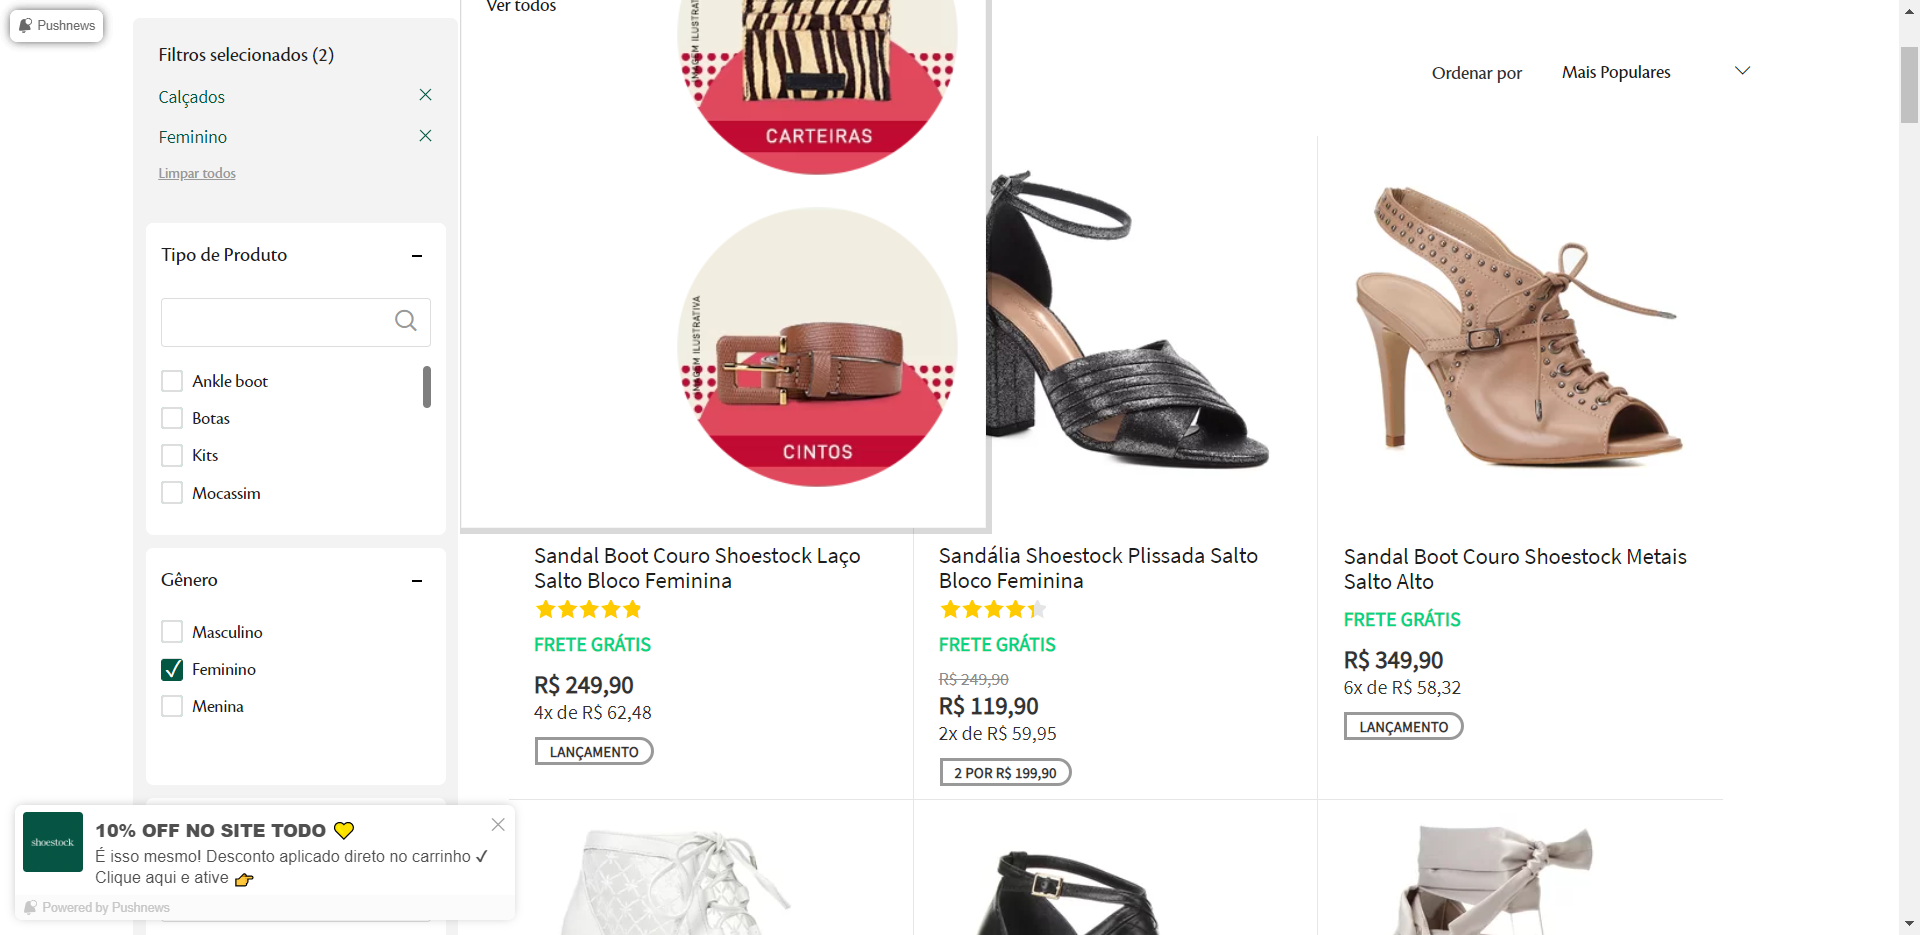 Pushnews
Filtros selecionados (2)
Calçados
Feminino
Limpar todos
Tipo de Produto
Ankle boot
Botas
Kits
Mocassim
Gênero
Masculino
Feminino
Menina
Ver todos
CARTEIRAS
IMAGEM ILUSTRATIVA
CINTOS
Ordenar por
Mais Populares
Sandal Boot Couro Shoestock Laço
Salto Bloco Feminina
FRETE GRÁTIS
R$ 249,90
4x de R$ 62,48
LANÇAMENTO
Sandália Shoestock Plissada Salto
Bloco Feminina
FRETE GRÁTIS
R$ 249,90
R$ 119,90
2x de R$ 59,95
2 POR R$ 199,90
Sandal Boot Couro Shoestock Metais
Salto Alto
FRETE GRÁTIS
R$ 349,90
6x de R$ 58,32
LANÇAMENTO
shoestock
10% OFF NO SITE TODO 💛
É isso mesmo! Desconto aplicado direto no carrinho ✓
Clique aqui e ative 👉
Powered by Pushnews